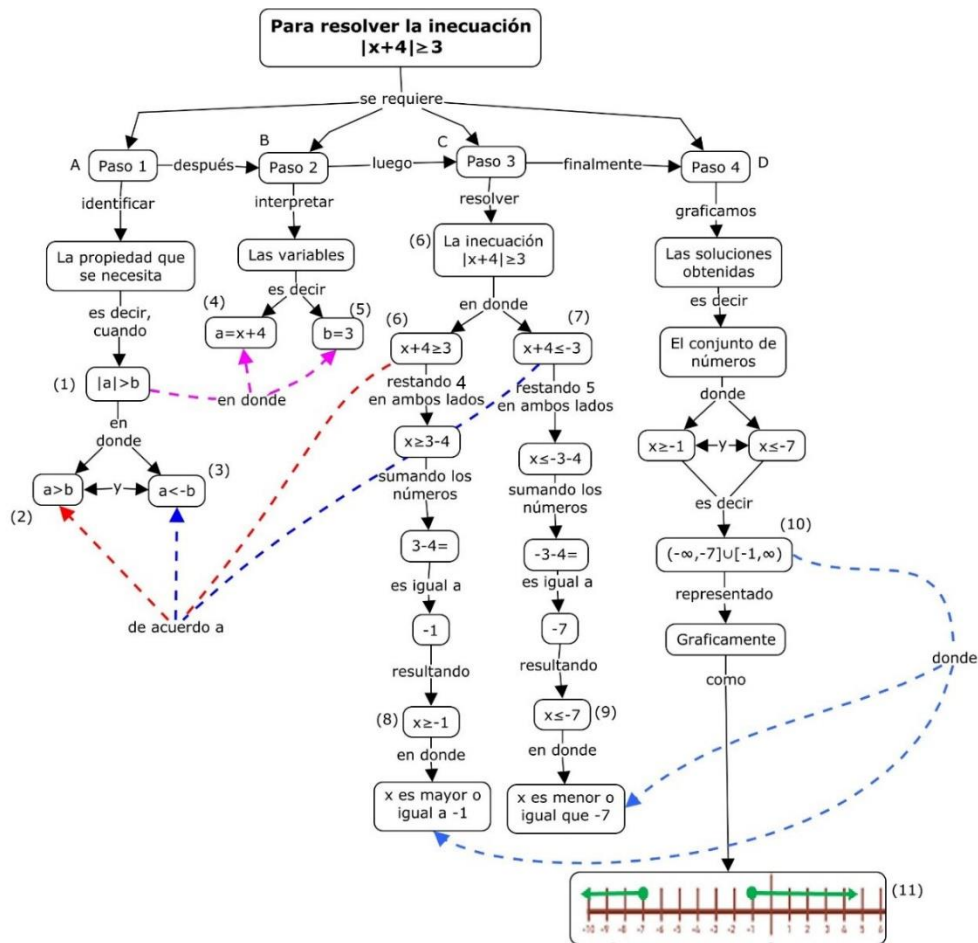 Para resolver la inecuación
|x+4|≥3
se requiere
A
Paso 1
después
B
Paso 2
luego
C
Paso 3
finalmente
Paso 4
D
identificar
La propiedad que
se necesita
es decir,
cuando
(1)
|a|>b
en
donde
a>b
y
a<-b
(2)
(3)
interpretar
Las variables
es decir
(4)
a=x+4
(5)
b=3
en donde
de acuerdo a
resolver
(6)
La inecuación
|x+4|≥3
en donde
(6)
x+4≥3
restando 4
en ambos lados
x≥3-4
sumando los
números
3-4=
es igual a
-1
resultando
(8)
x≥-1
en donde
x es mayor o
igual a -1
(7)
x+4≤-3
restando 5
en ambos lados
x≤-3-4
sumando los
números
-3-4=
es igual a
-7
resultando
x≤-7
(9)
en donde
x es menor o
igual que -7
graficamos
Las soluciones
obtenidas
es decir
El conjunto de
números
donde
x≥-1
y
x≤-7
es decir
(10)
(-∞,-7]∪[-1,∞)
representado
Graficamente
como
donde
(11)
-10 -9 -8 -7 -6 -5 -4 -3 -2 -1 0 1 2 3 4 5 6